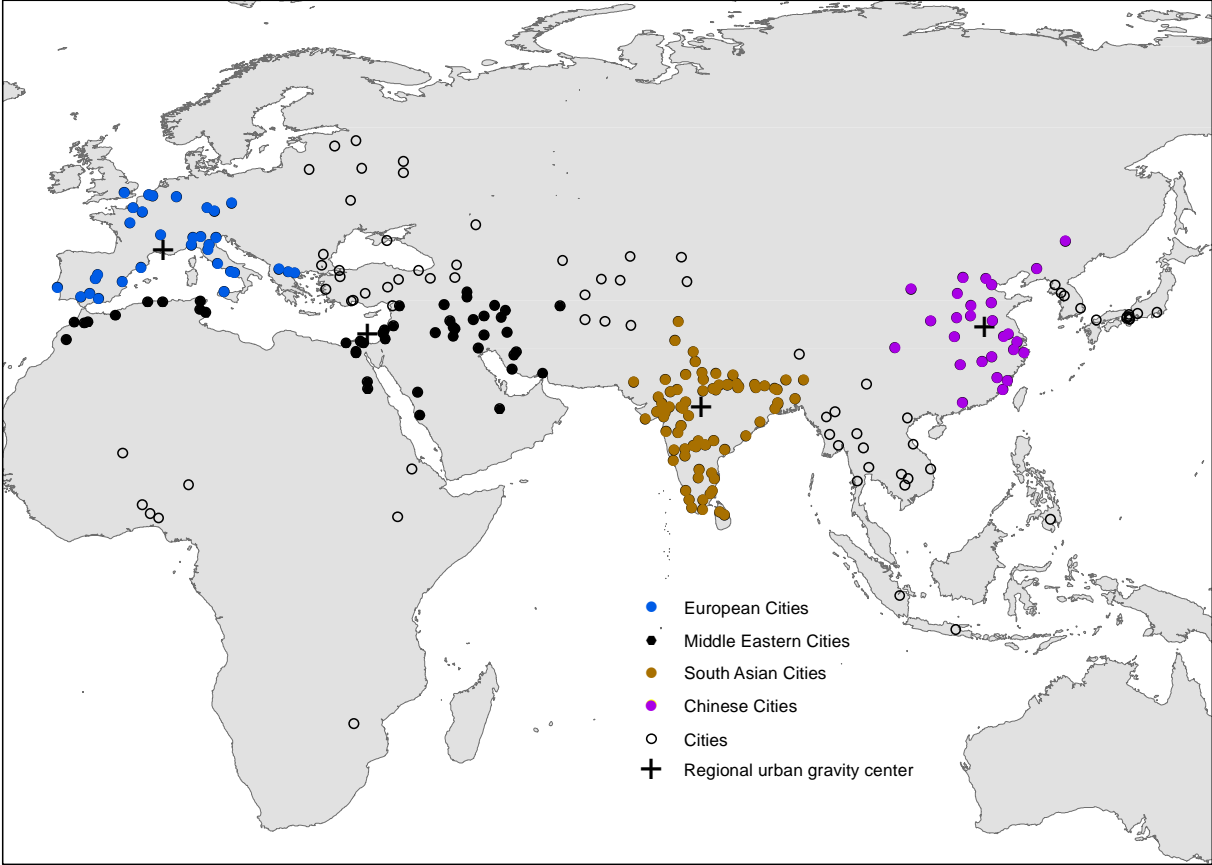 European Cities
Middle Eastern Cities
South Asian Cities
Chinese Cities
Cities
Regional urban gravity center